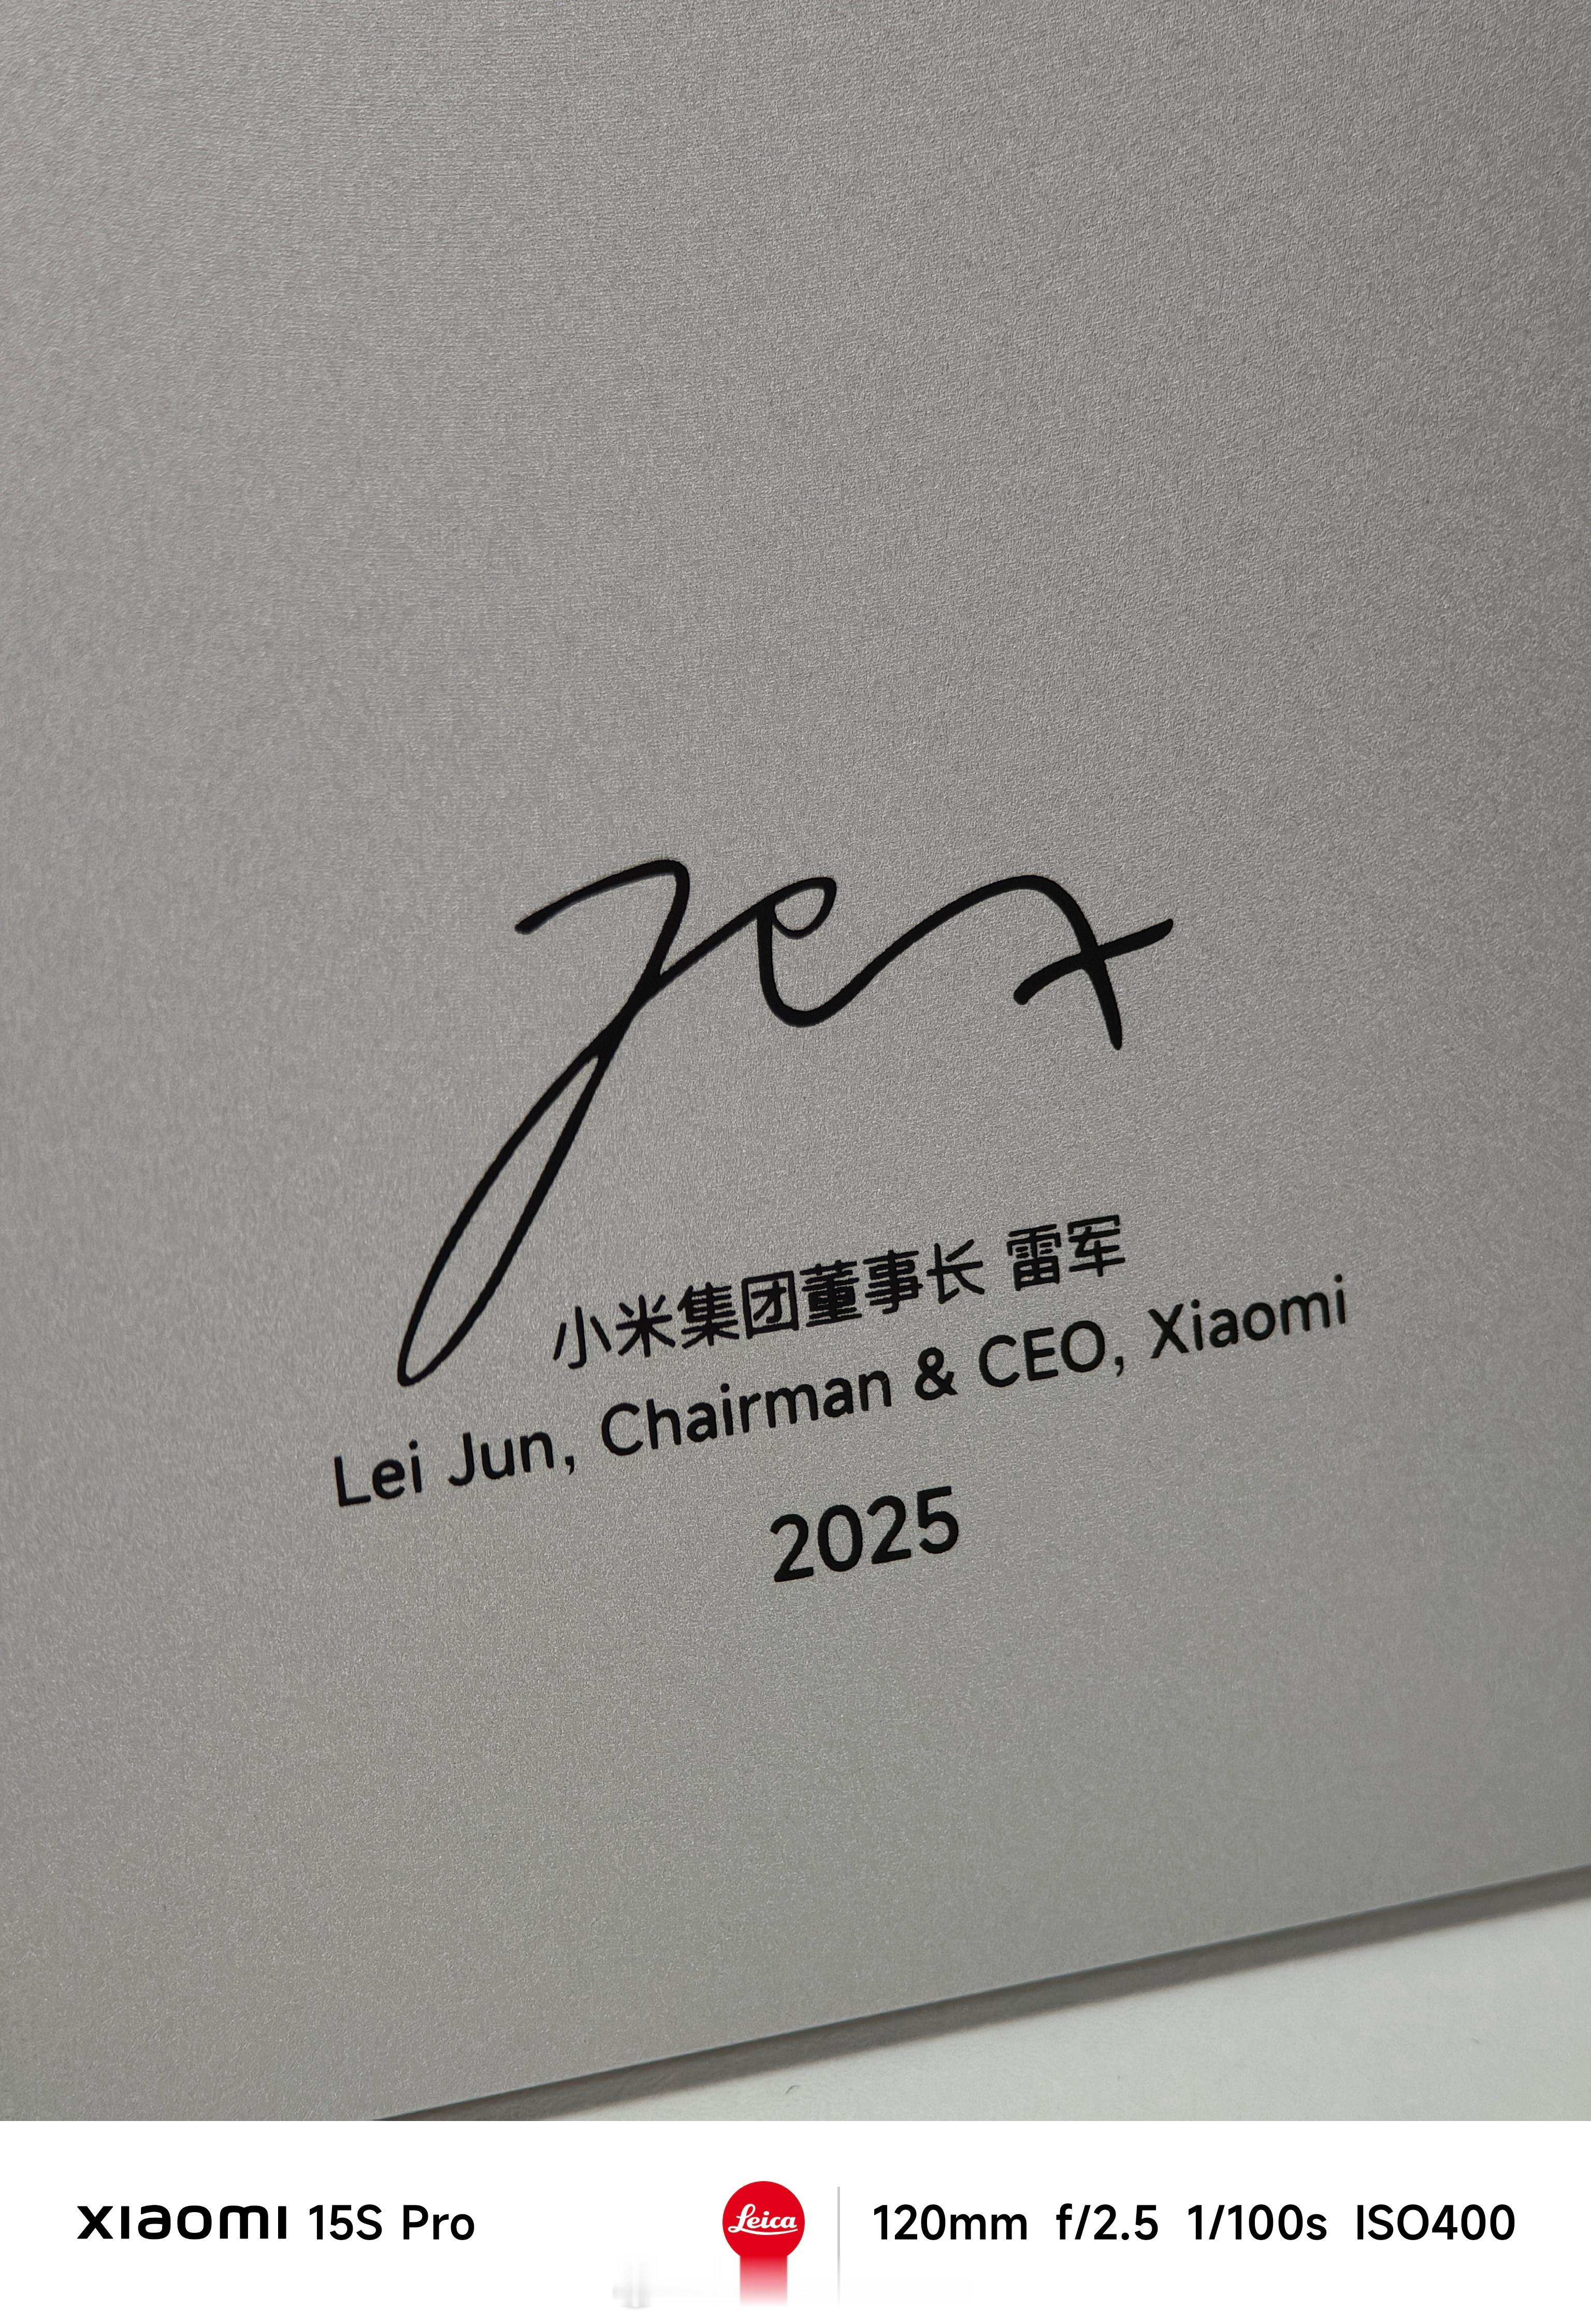 小米集团董事长 雷军
Lei Jun, Chairman & CEO, Xiaomi
2025
xiaomi 15S Pro
Leica
120mm f/2.5 1/100s ISO400